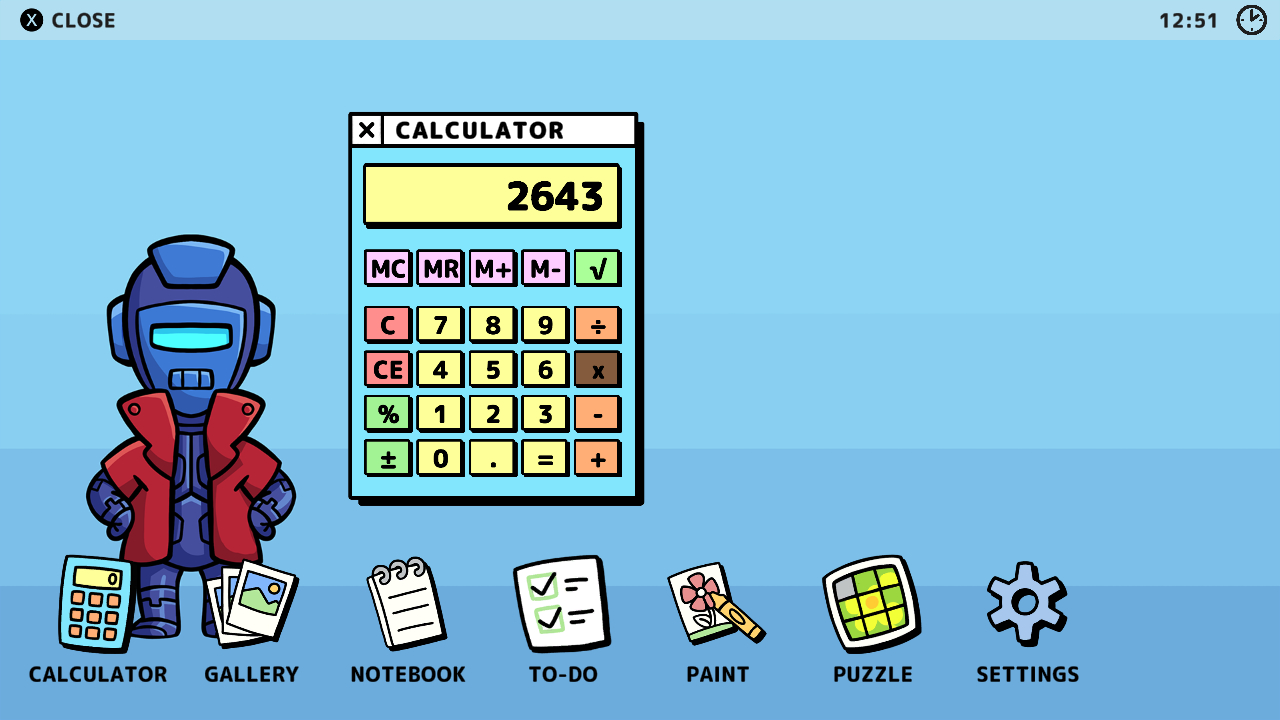 X CLOSE
12:51
CALCULATOR
2643
MC MR M+ M- √
C 7 8 9 ÷
CE 4 5 6 x
% 1 2 3 -
± 0 . = +
0
CALCULATOR
GALLERY
NOTEBOOK
TO-DO
PAINT
PUZZLE
SETTINGS